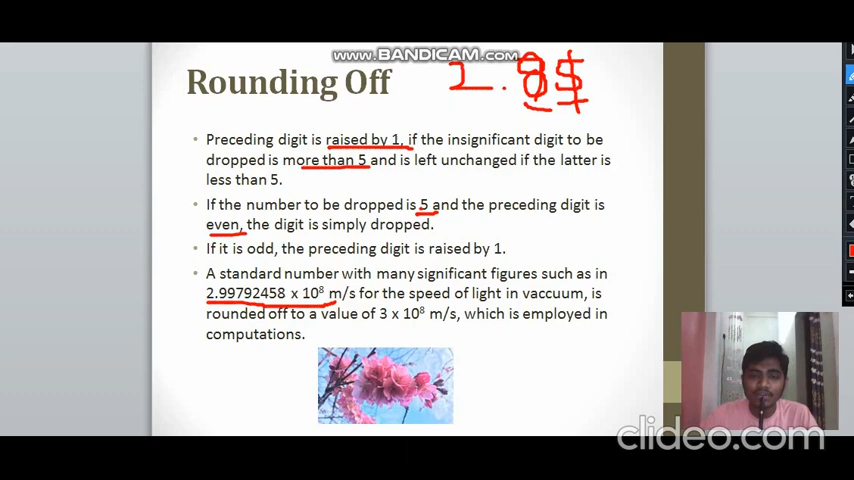 WWW.BANDICAM.COM
Rounding Off
2.85
Preceding digit is raised by 1, if the insignificant digit to be
dropped is more than 5 and is left unchanged if the latter is
less than 5.
If the number to be dropped is 5 and the preceding digit is
even, the digit is simply dropped.
If it is odd, the preceding digit is raised by 1.
A standard number with many significant figures such as in
2.99792458 x 10⁸ m/s for the speed of light in vaccuum, is
rounded off to a value of 3 x 10⁸ m/s, which is employed in
computations.
clideo.com